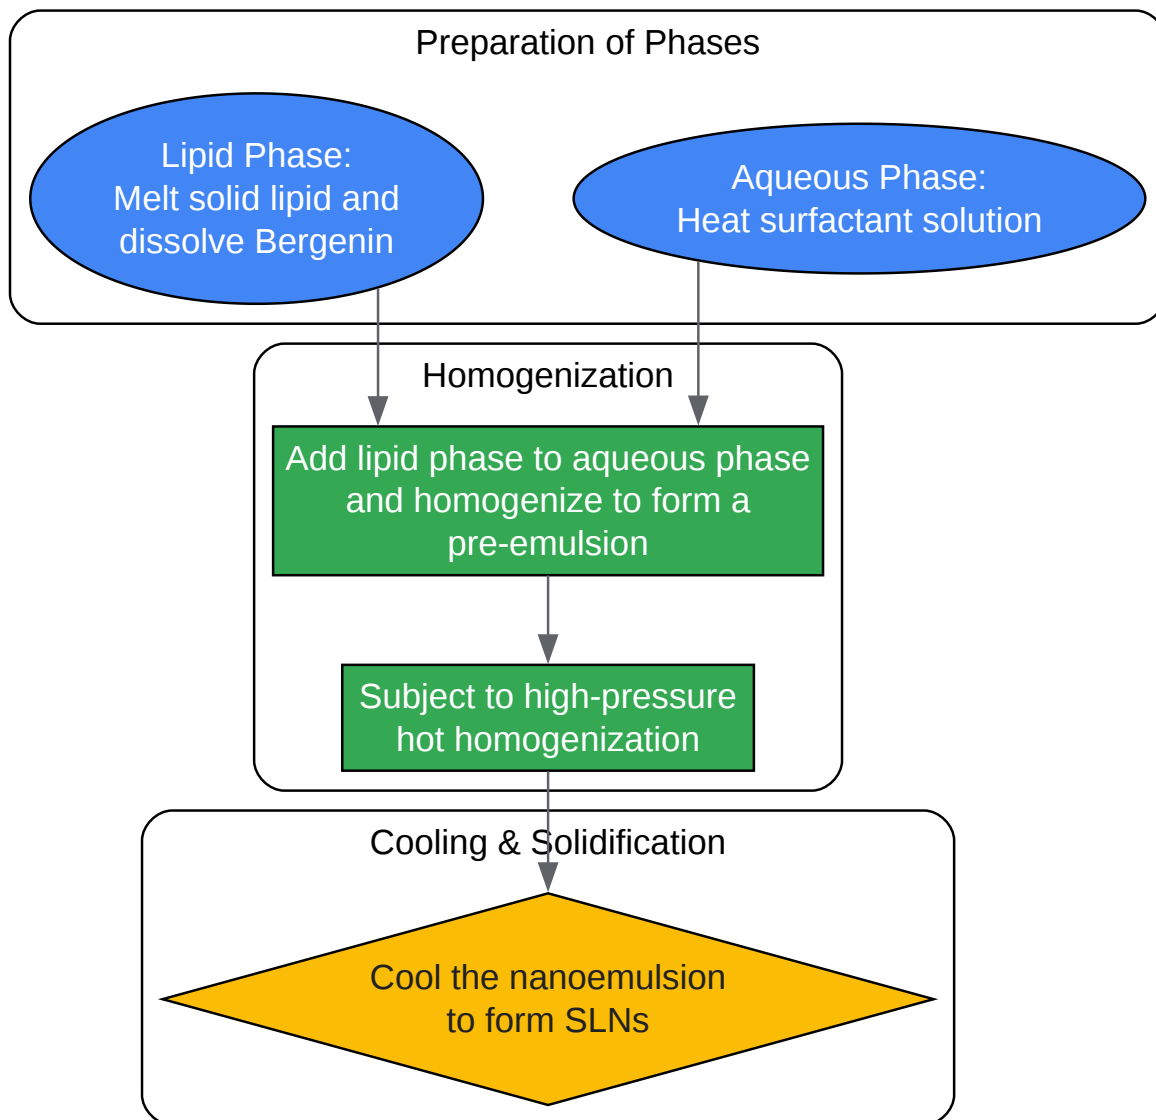 Preparation of Phases
Lipid Phase:
Melt solid lipid and
dissolve Bergenin
Aqueous Phase:
Heat surfactant solution
Homogenization
Add lipid phase to aqueous phase
and homogenize to form a
pre-emulsion
Subject to high-pressure
hot homogenization
Cooling & Solidification
Cool the nanoemulsion
to form SLNs